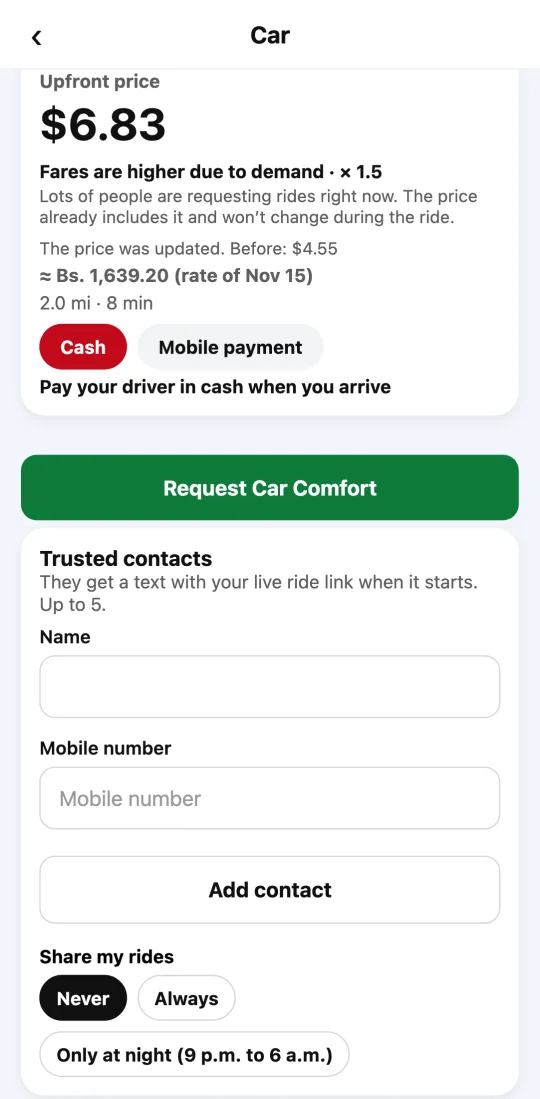 ‹ Car
Upfront price
$6.83
Fares are higher due to demand · × 1.5
Lots of people are requesting rides right now. The price
already includes it and won’t change during the ride.
The price was updated. Before: $4.55
≈ Bs. 1,639.20 (rate of Nov 15)
2.0 mi · 8 min
Cash Mobile payment
Pay your driver in cash when you arrive
Request Car Comfort
Trusted contacts
They get a text with your live ride link when it starts.
Up to 5.
Name
Mobile number
Mobile number
Add contact
Share my rides
Never Always
Only at night (9 p.m. to 6 a.m.)